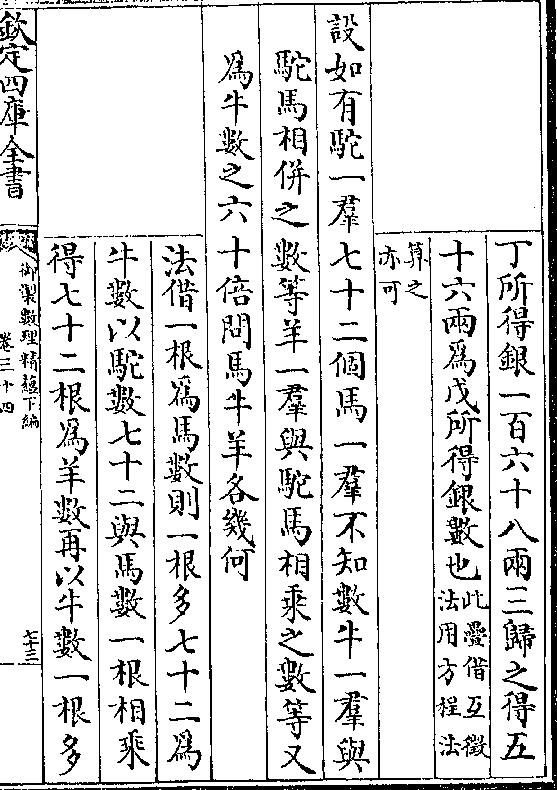 丁所得銀一百六十八兩三歸之得五
十六兩爲戊所得銀數也此疊借互徵
法用方程法
算之
亦可
設如有駝一羣七十二個馬一羣不知數牛一羣與
駝馬相併之數等羊一羣與駝馬相乘之數等又
爲牛數之六十倍問馬牛羊各幾何
法借一根爲馬數則一根多七十二爲
牛數以駝數七十二與馬數一根相乘
得七十二根爲羊數再以牛數一根多
欽定四庫全書
御製數理精蘊下編
卷三十四
七十三